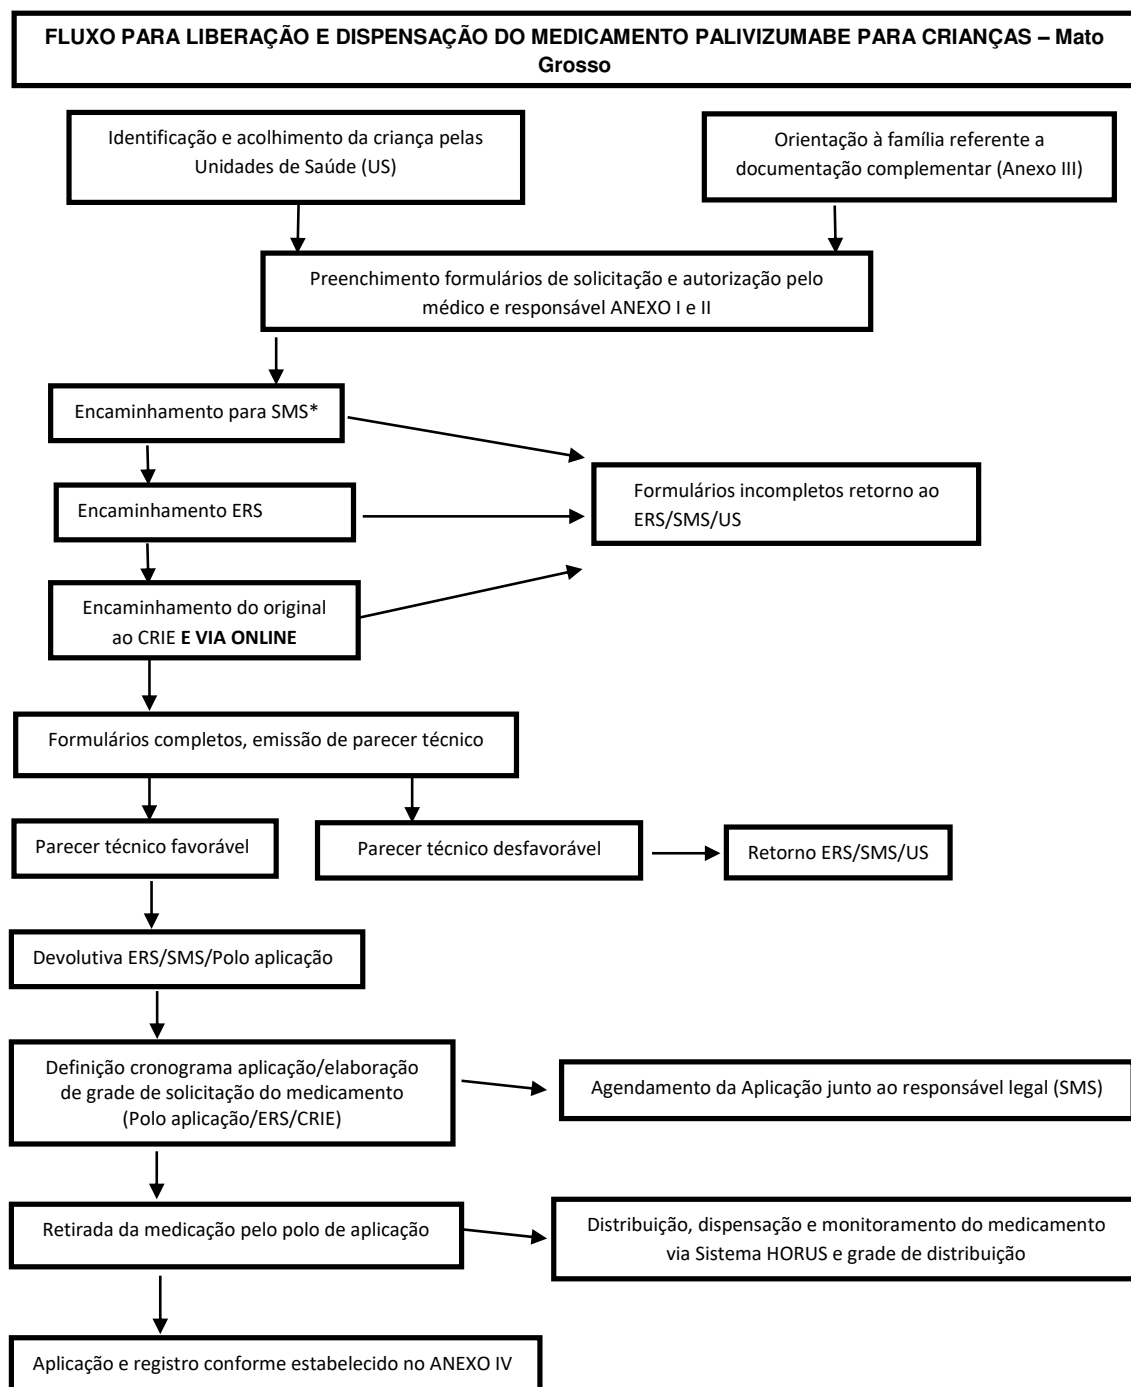 FLUXO PARA LIBERAÇÃO E DISPENSAÇÃO DO MEDICAMENTO PALIVIZUMABE PARA CRIANÇAS – Mato
Grosso
Identificação e acolhimento da criança pelas
Unidades de Saúde (US)
Orientação à família referente a
documentação complementar (Anexo III)
Preenchimento formulários de solicitação e autorização pelo
médico e responsável ANEXO I e II
Encaminhamento para SMS*
Formulários incompletos retorno ao
ERS/SMS/US
Encaminhamento ERS
Encaminhamento do original
ao CRIE E VIA ONLINE
Formulários completos, emissão de parecer técnico
Parecer técnico favorável
Parecer técnico desfavorável
Retorno ERS/SMS/US
Devolutiva ERS/SMS/Polo aplicação
Definição cronograma aplicação/elaboração
de grade de solicitação do medicamento
(Polo aplicação/ERS/CRIE)
Agendamento da Aplicação junto ao responsável legal (SMS)
Retirada da medicação pelo polo de aplicação
Distribuição, dispensação e monitoramento do medicamento
via Sistema HORUS e grade de distribuição
Aplicação e registro conforme estabelecido no ANEXO IV